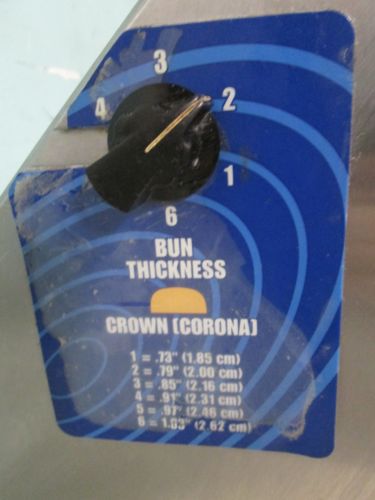 3
4
2
1
6
BUN
THICKNESS
CROWN (CORONA)
1 = .73" (1.85 cm)
2 = .79" (2.00 cm)
3 = .85" (2.16 cm)
4 = .91" (2.31 cm)
5 = .97" (2.46 cm)
6 = 1.03" (2.62 cm)